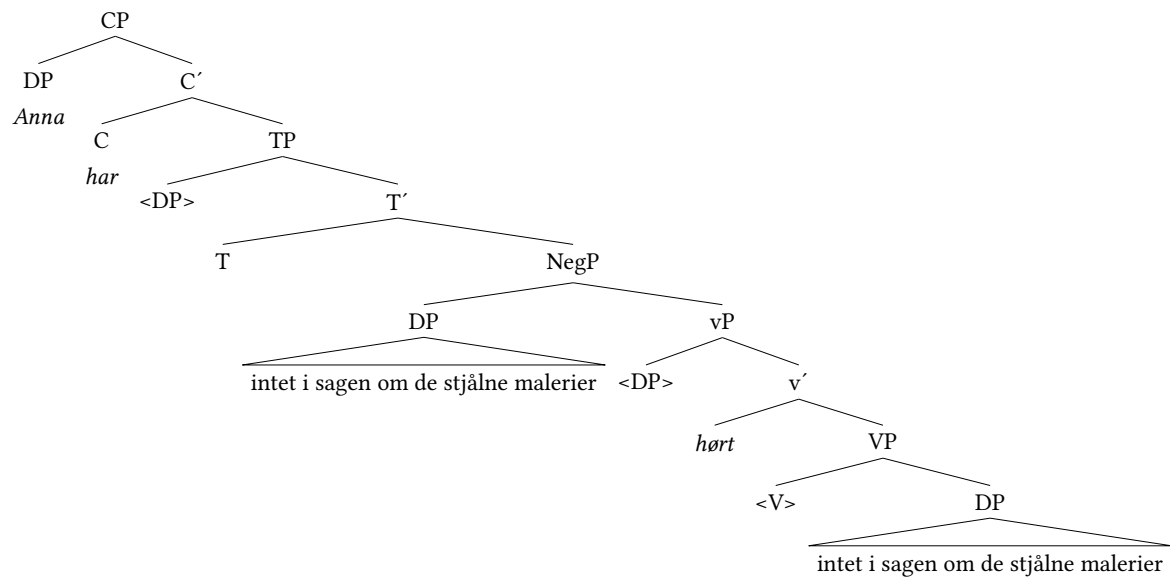 CP
DP C´
Anna
C TP
har
<DP> T´
T NegP
DP vP
intet i sagen om de stjålne malerier <DP> v´
hørt VP
<V> DP
intet i sagen om de stjålne malerier